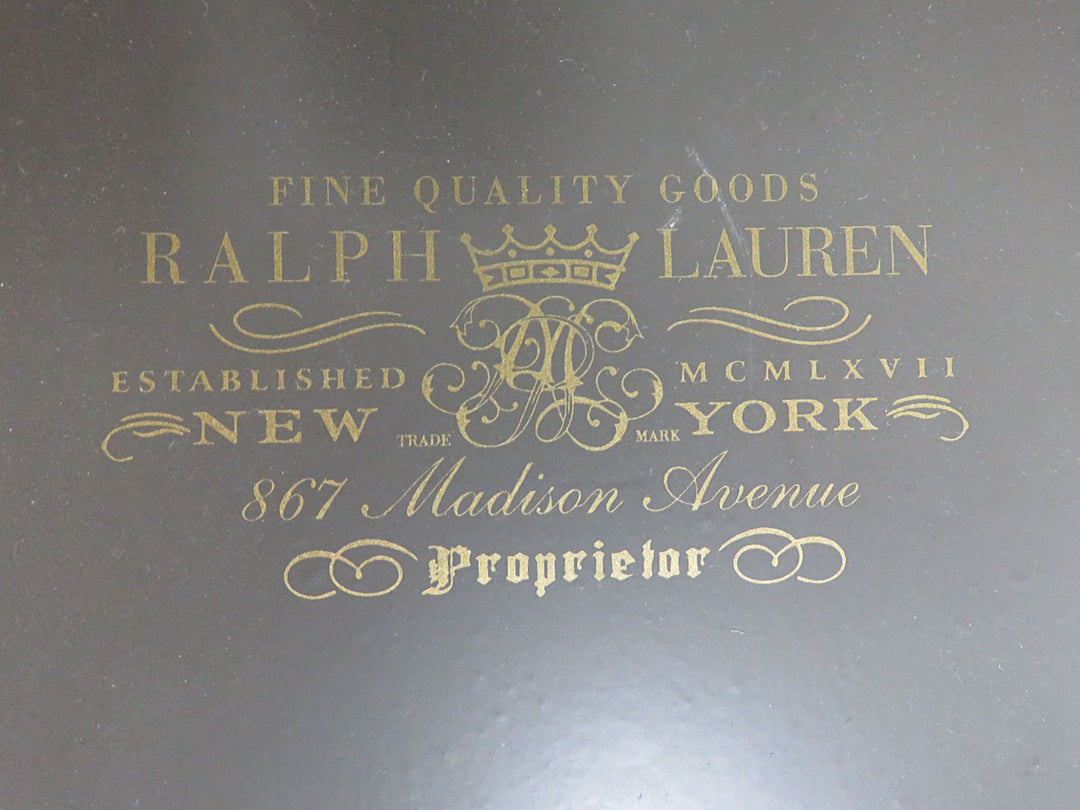 FINE QUALITY GOODS
RALPH LAUREN
ESTABLISHED MCMLXVII
NEW YORK
TRADE MARK
867 Madison Avenue
Proprietor